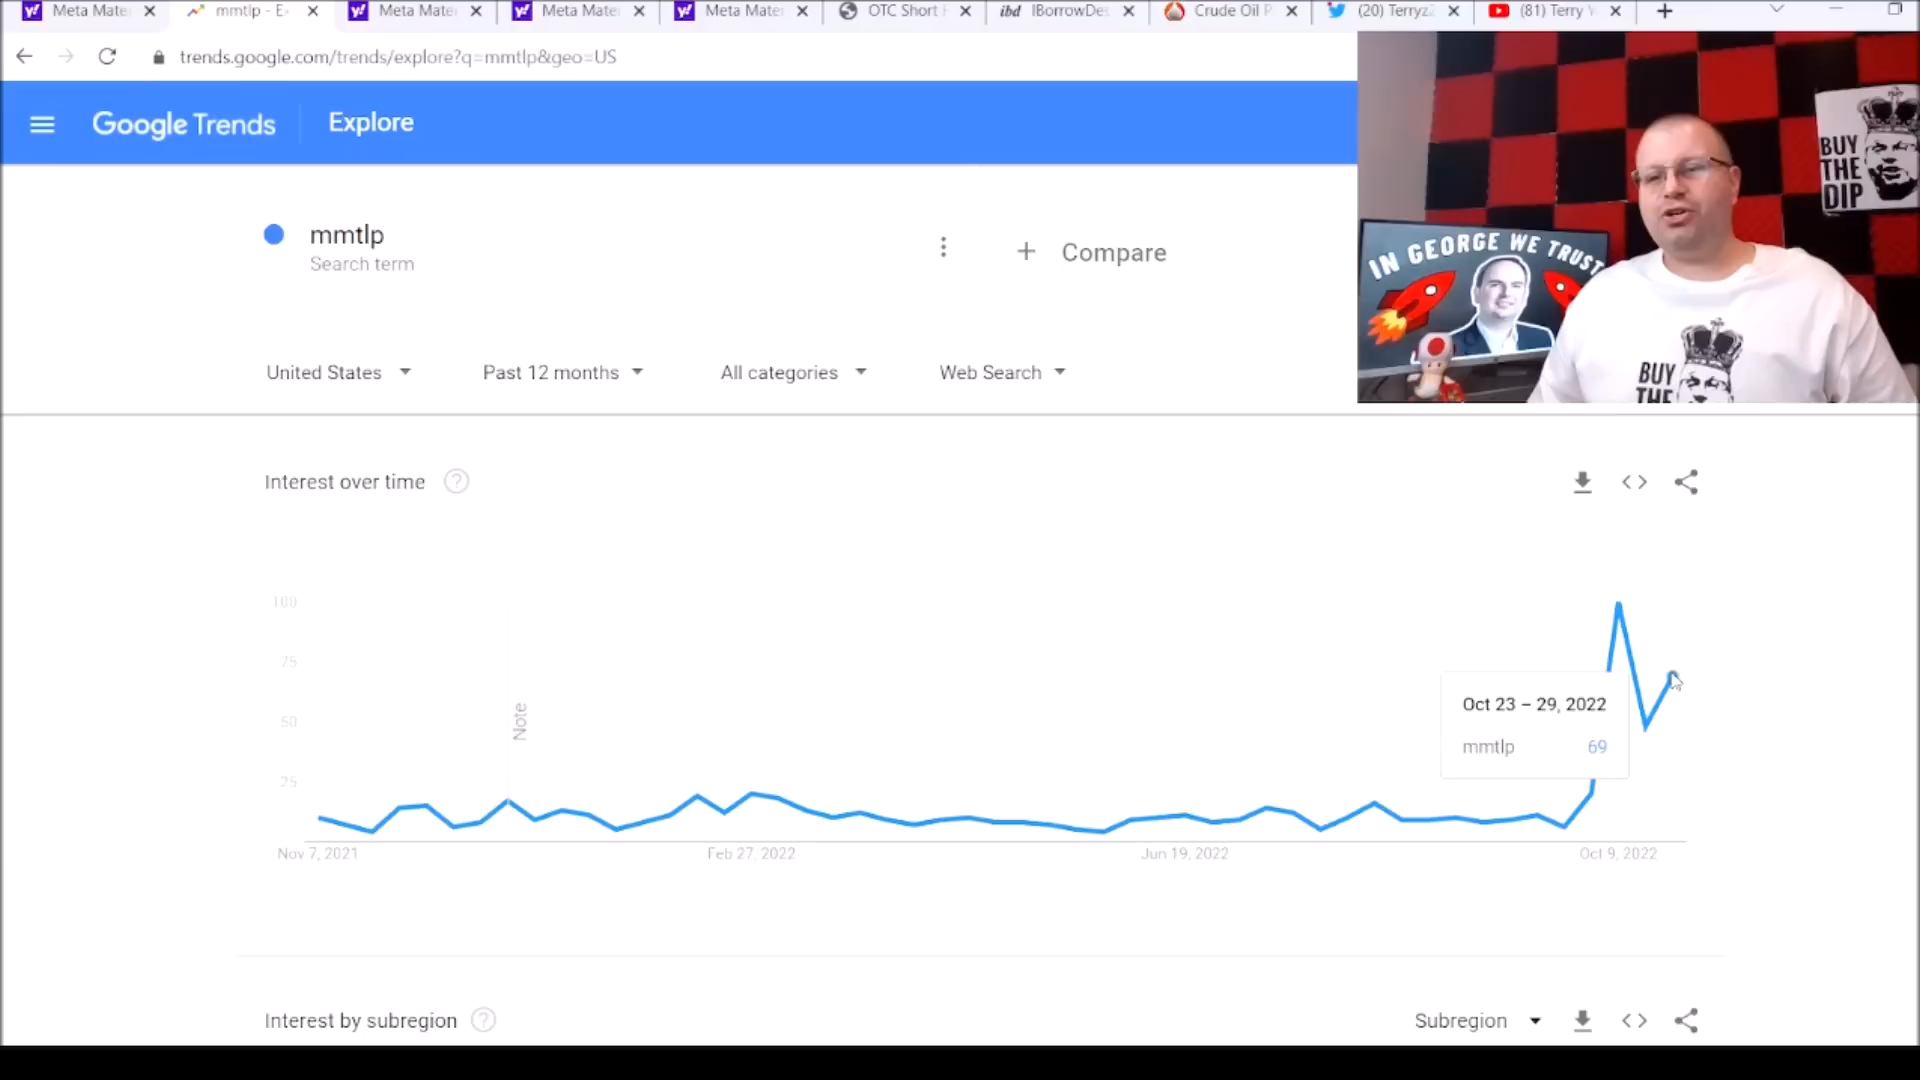 Meta Mate
mmtlp - Ex
Meta Mate
Meta Mate
Meta Mate
OTC Short
ibd IBorrowDes
Crude Oil P
(20) Terryz
(81) Terry
trends.google.com/trends/explore?q=mmtlp&geo=US
Google Trends
Explore
mmtlp
Search term
+ Compare
United States
Past 12 months
All categories
Web Search
BUY
THE
DIP
IN GEORGE WE TRUST
BUY
THE
Interest over time ?
100
75
50
25
Note
Oct 23 – 29, 2022
mmtlp 69
Nov 7, 2021
Feb 27, 2022
Jun 19, 2022
Oct 9, 2022
Interest by subregion ?
Subregion